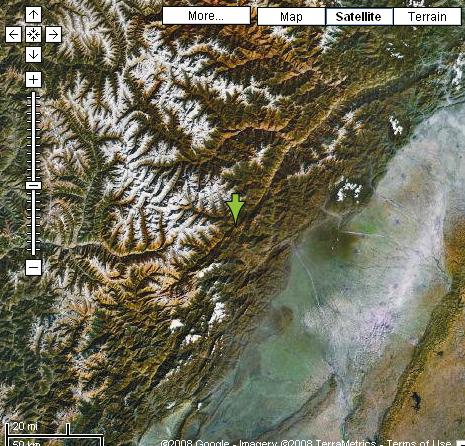 More... Map Satellite Terrain
20 mi
50 km
©2008 Google - Imagery ©2008 TerraMetrics - Terms of Use